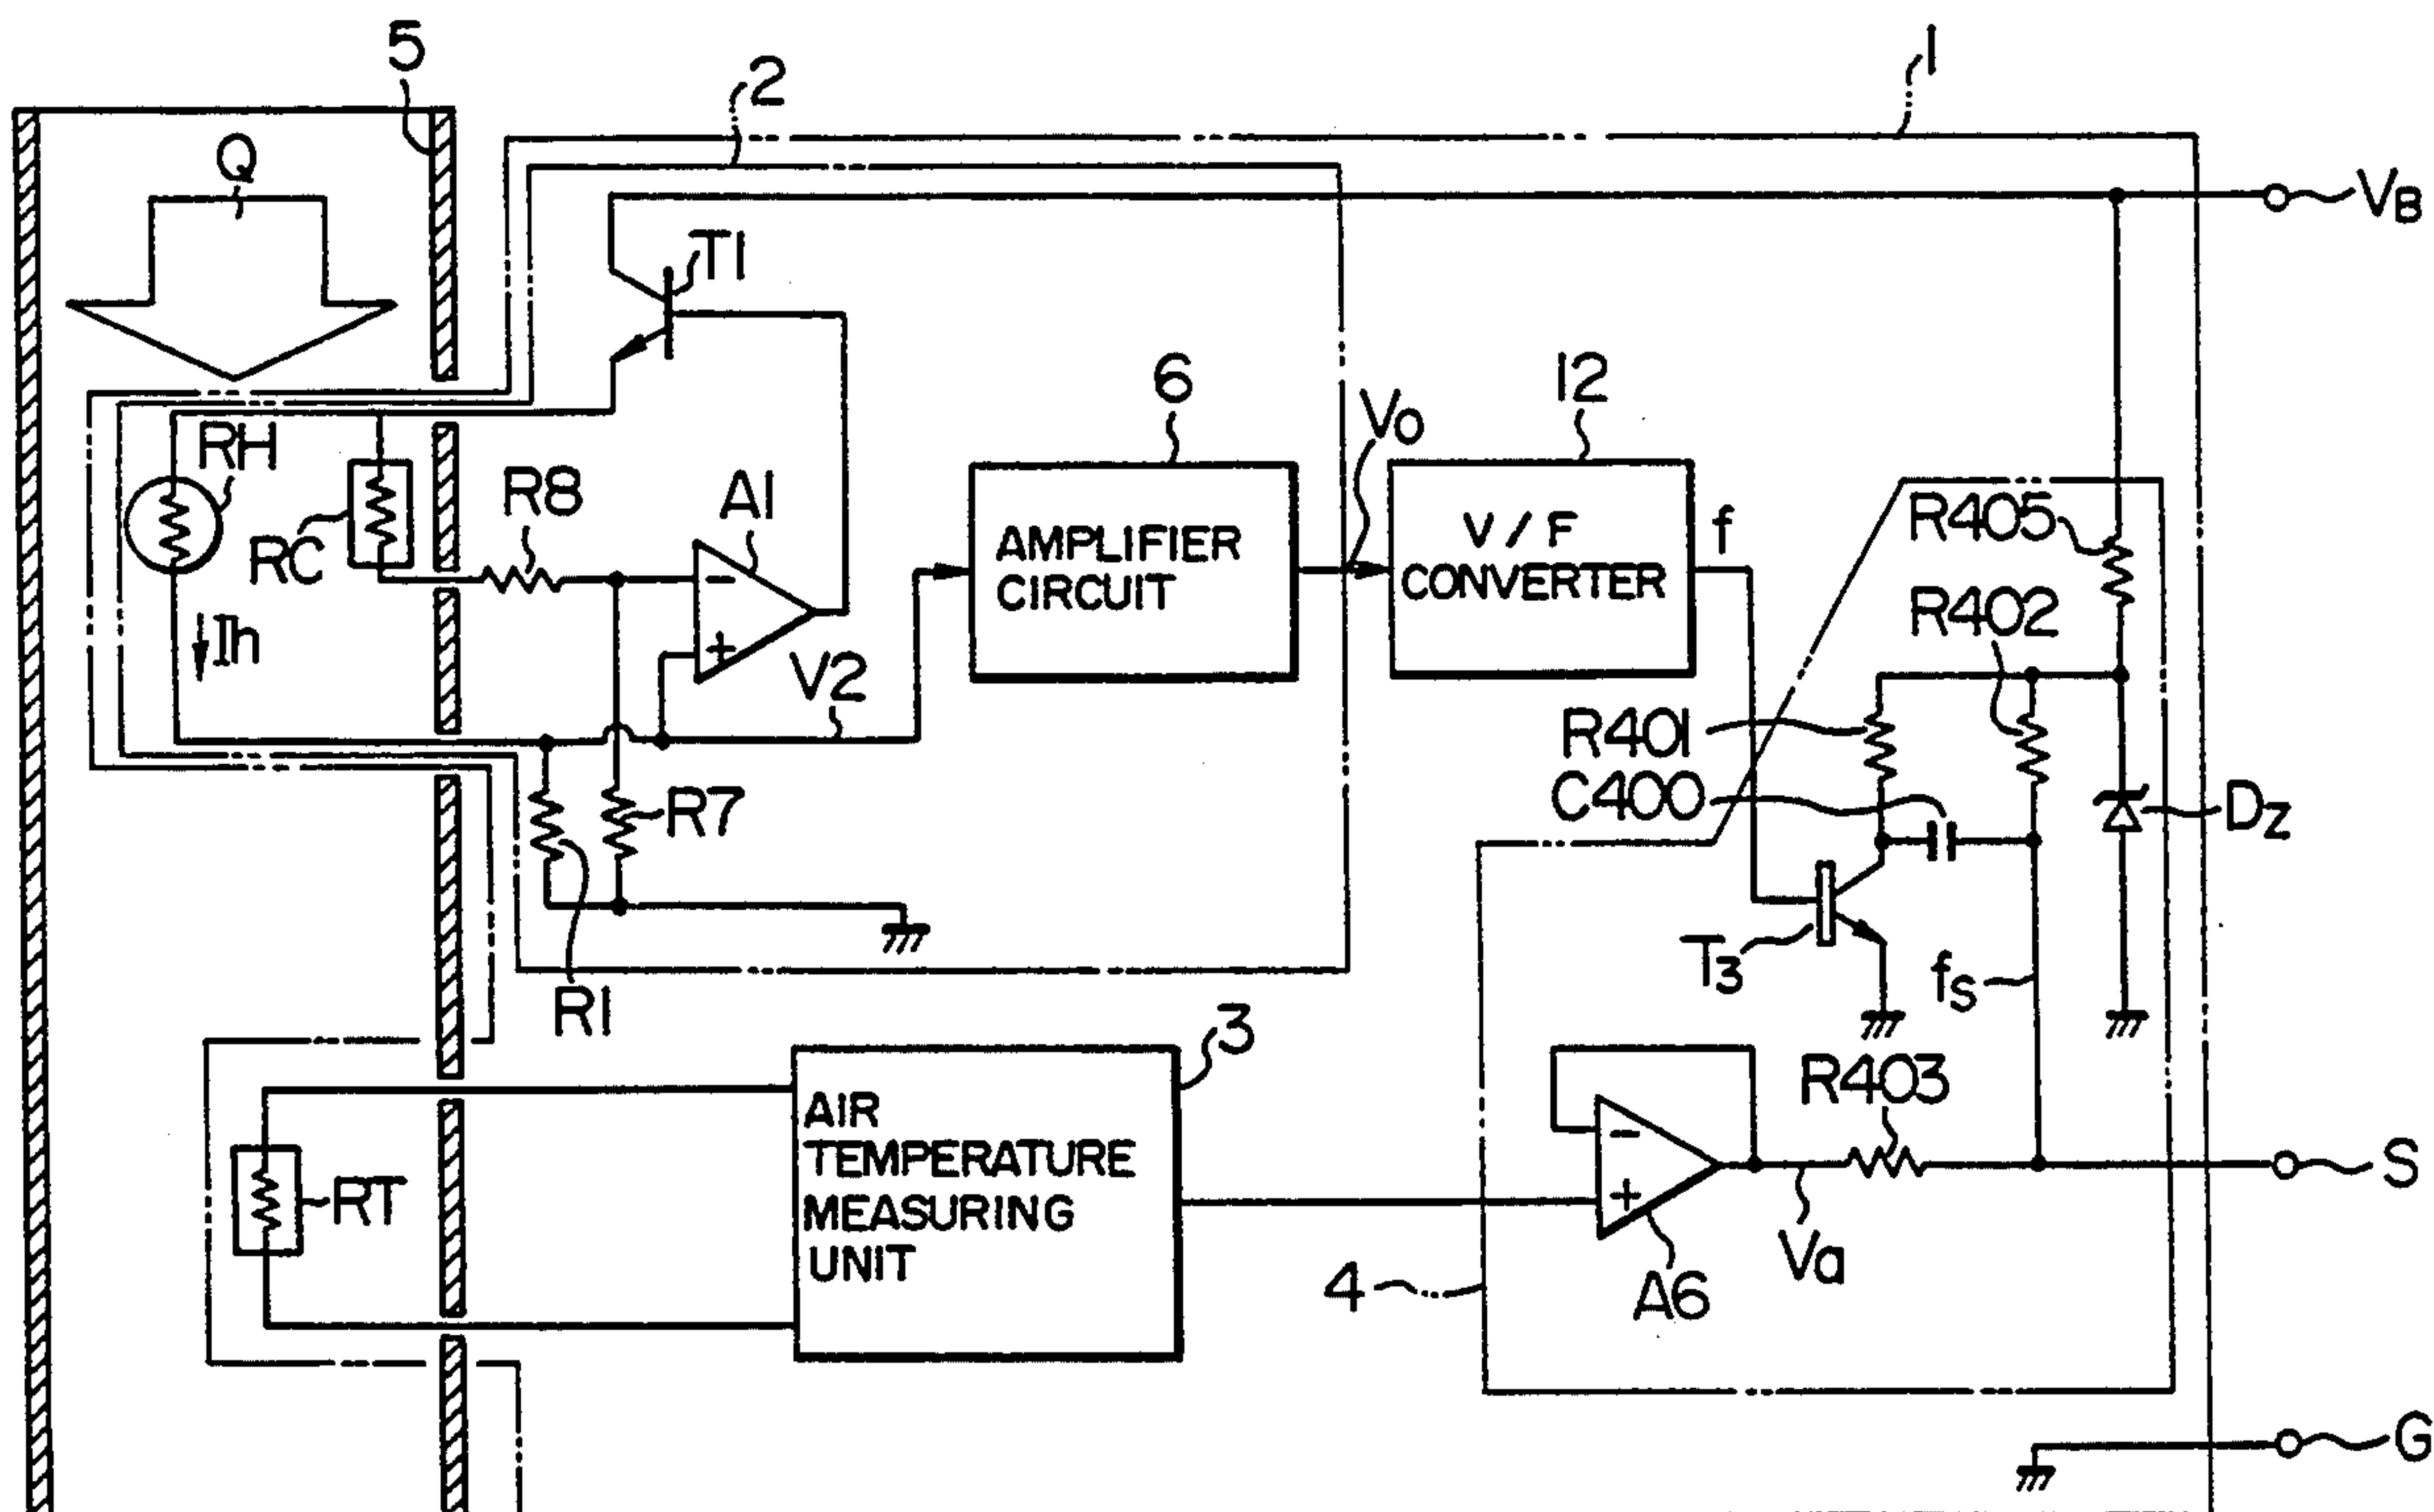 5
2
1
Q
VB
T1
6
12
Vo
RH
R8
A1
RC
AMPLIFIER
CIRCUIT
V/F
CONVERTER
f
R405
R402
Ih
V2
R401
C400
R7
Dz
T3
fs
R1
3
R403
AIR
TEMPERATURE
MEASURING
UNIT
RT
S
Va
4
A6
G